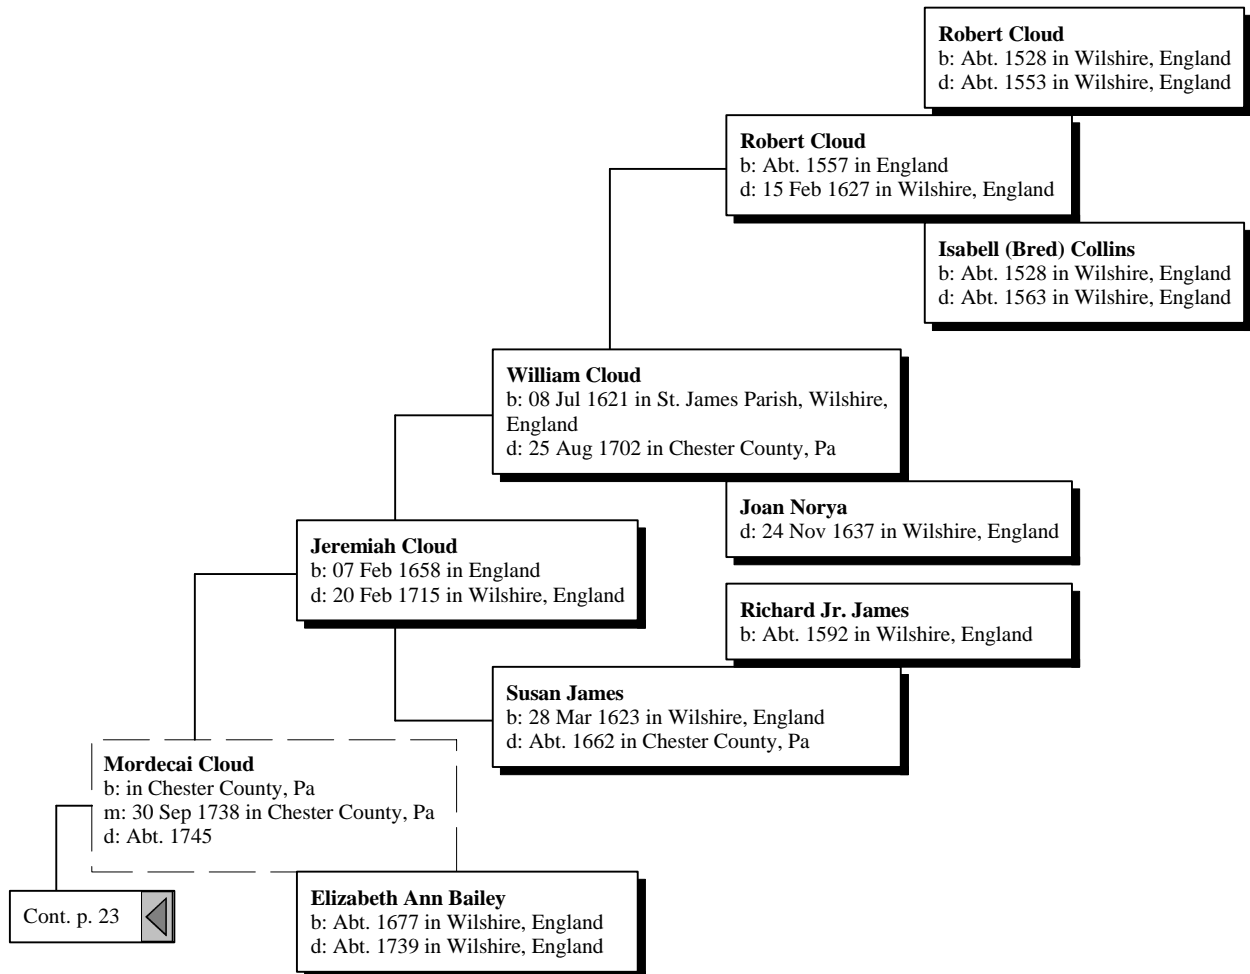 Robert Cloud
b: Abt. 1528 in Wilshire, England
d: Abt. 1553 in Wilshire, England
Robert Cloud
b: Abt. 1557 in England
d: 15 Feb 1627 in Wilshire, England
Isabell (Bred) Collins
b: Abt. 1528 in Wilshire, England
d: Abt. 1563 in Wilshire, England
William Cloud
b: 08 Jul 1621 in St. James Parish, Wilshire,
England
d: 25 Aug 1702 in Chester County, Pa
Joan Norya
d: 24 Nov 1637 in Wilshire, England
Jeremiah Cloud
b: 07 Feb 1658 in England
d: 20 Feb 1715 in Wilshire, England
Richard Jr. James
b: Abt. 1592 in Wilshire, England
Susan James
b: 28 Mar 1623 in Wilshire, England
d: Abt. 1662 in Chester County, Pa
Mordecai Cloud
b: in Chester County, Pa
m: 30 Sep 1738 in Chester County, Pa
d: Abt. 1745
Elizabeth Ann Bailey
b: Abt. 1677 in Wilshire, England
d: Abt. 1739 in Wilshire, England
Cont. p. 23